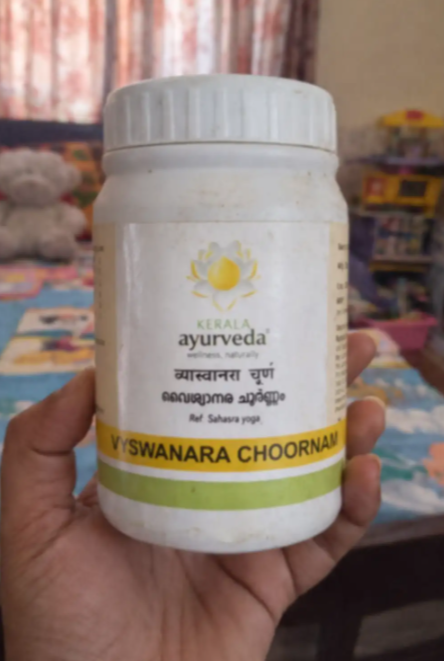 KERALA
ayurveda®
wellness, naturally
व्यास्वानरा चूर्ण
വൈശ്വാനര ചൂർണ്ണം
Ref Sahasra yoga
VYSWANARA CHOORNAM